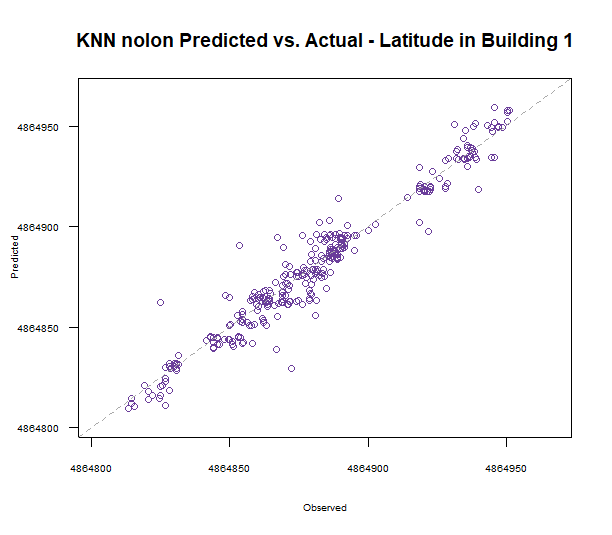 KNN nolon Predicted vs. Actual - Latitude in Building 1
4864950
4864900
4864850
4864800
Predicted
4864800 4864850 4864900 4864950
Observed